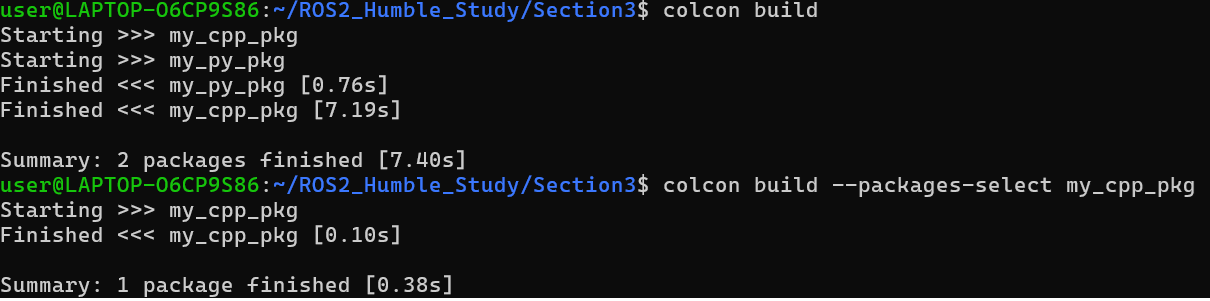 user@LAPTOP-O6CP9S86:~/ROS2_Humble_Study/Section3$ colcon build
Starting >>> my_cpp_pkg
Starting >>> my_py_pkg
Finished <<< my_py_pkg [0.76s]
Finished <<< my_cpp_pkg [7.19s]

Summary: 2 packages finished [7.40s]
user@LAPTOP-O6CP9S86:~/ROS2_Humble_Study/Section3$ colcon build --packages-select my_cpp_pkg
Starting >>> my_cpp_pkg
Finished <<< my_cpp_pkg [0.10s]

Summary: 1 package finished [0.38s]